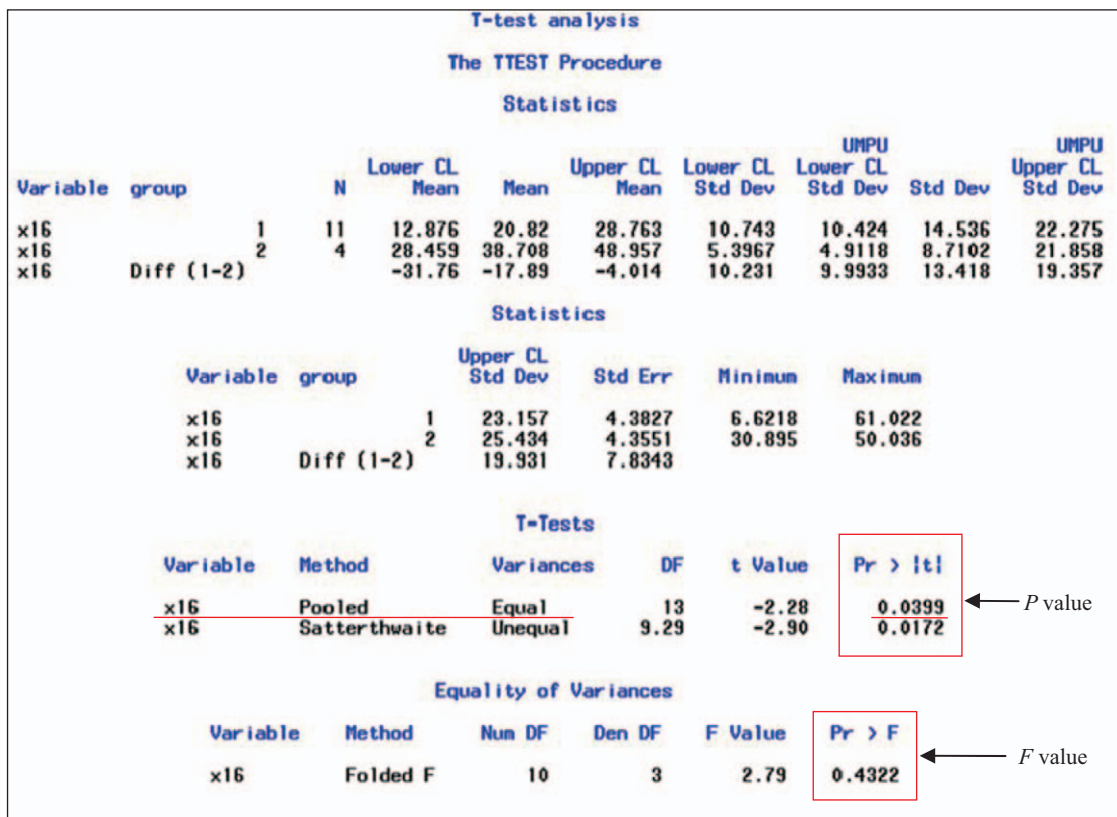 T-test analysis
The TTEST Procedure
Statistics
UMPU UMPU
Lower CL Upper CL Lower CL Lower CL Upper CL
Variable group N Mean Mean Mean Std Dev Std Dev Std Dev Std Dev
x16 1 11 12.876 20.82 28.763 10.743 10.424 14.536 22.275
x16 2 4 28.459 38.708 48.957 5.3967 4.9118 8.7102 21.858
x16 Diff (1-2) -31.76 -17.89 -4.014 10.231 9.9933 13.418 19.357
Statistics
Upper CL
Variable group Std Dev Std Err Minimum Maximum
x16 1 23.157 4.3827 6.6218 61.022
x16 2 25.434 4.3551 30.895 50.036
x16 Diff (1-2) 19.931 7.8343
T-Tests
Variable Method Variances DF t Value Pr > |t|
x16 Pooled Equal 13 -2.28 0.0399 P value
x16 Satterthwaite Unequal 9.29 -2.90 0.0172
Equality of Variances
Variable Method Num DF Den DF F Value Pr > F
F value
x16 Folded F 10 3 2.79 0.4322